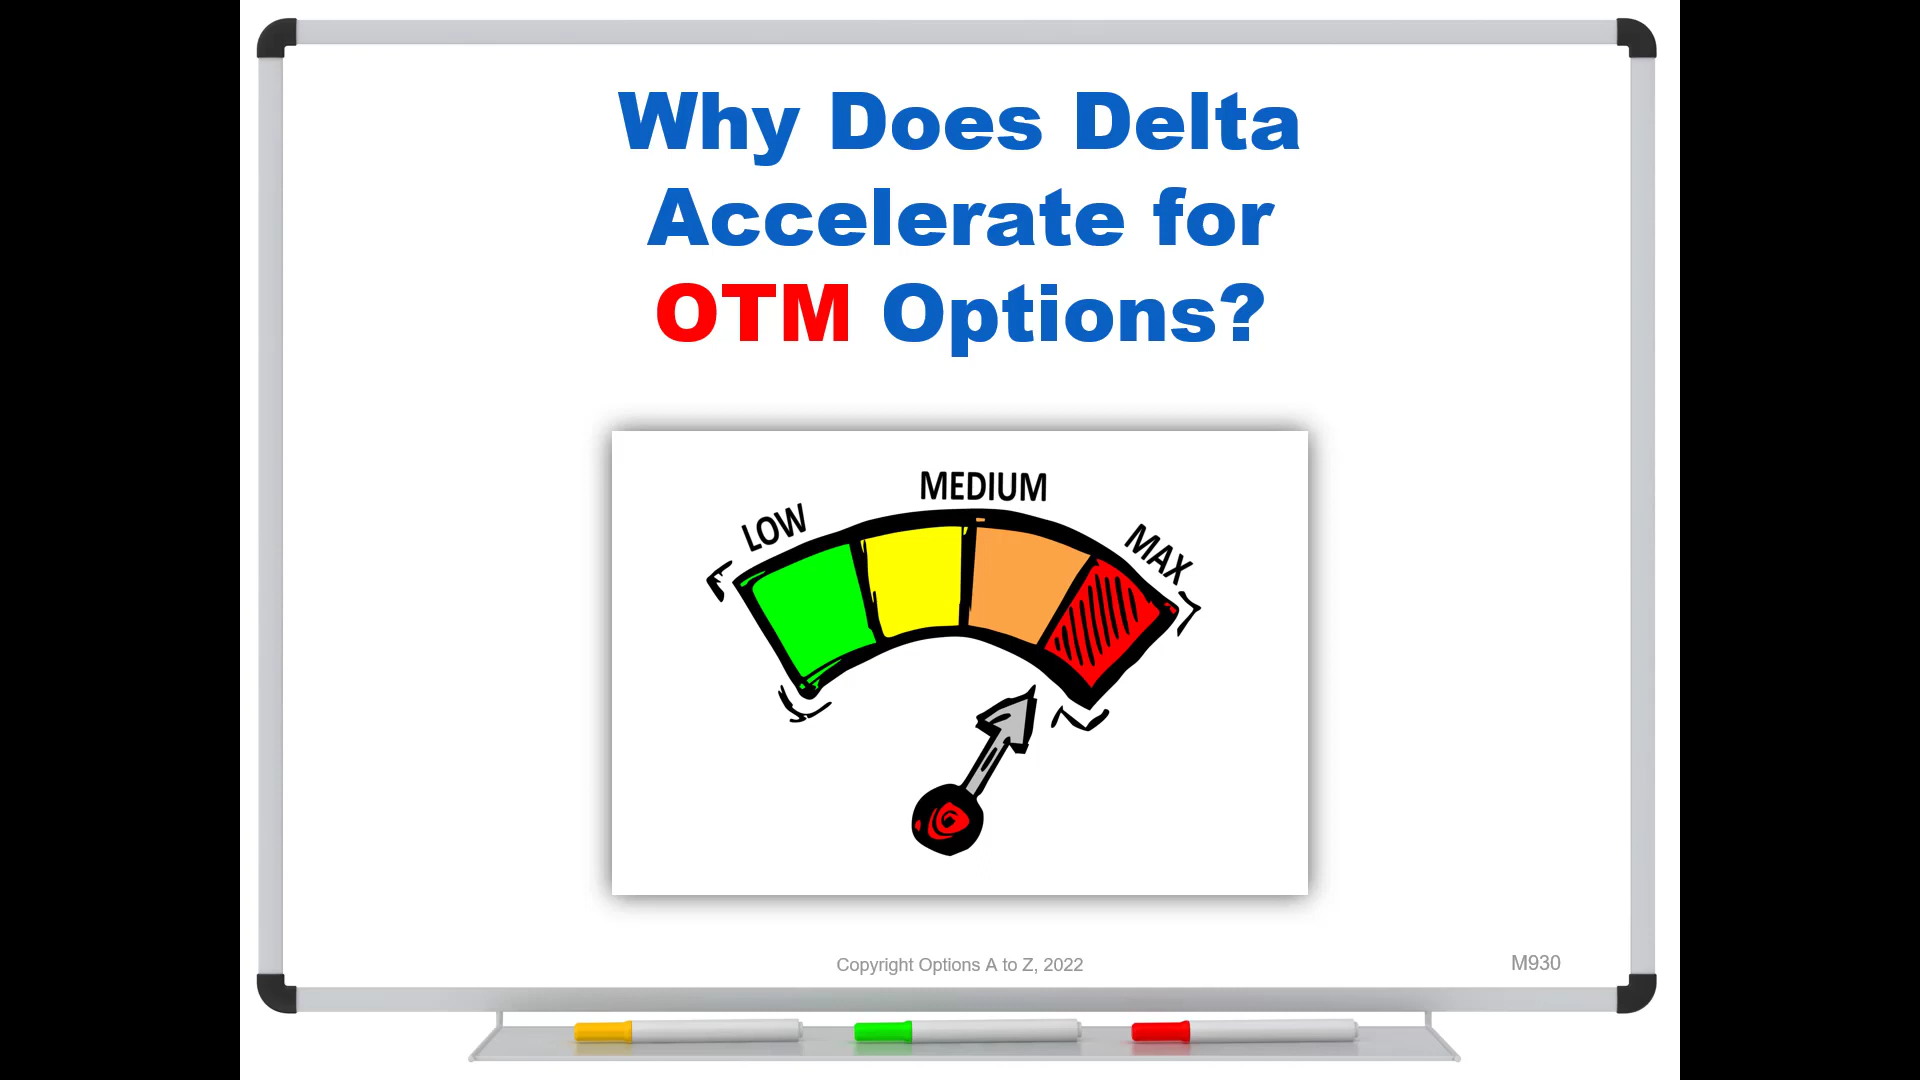 Why Does Delta
Accelerate for
OTM Options?
LOW
MEDIUM
MAX
Copyright Options A to Z, 2022
M930